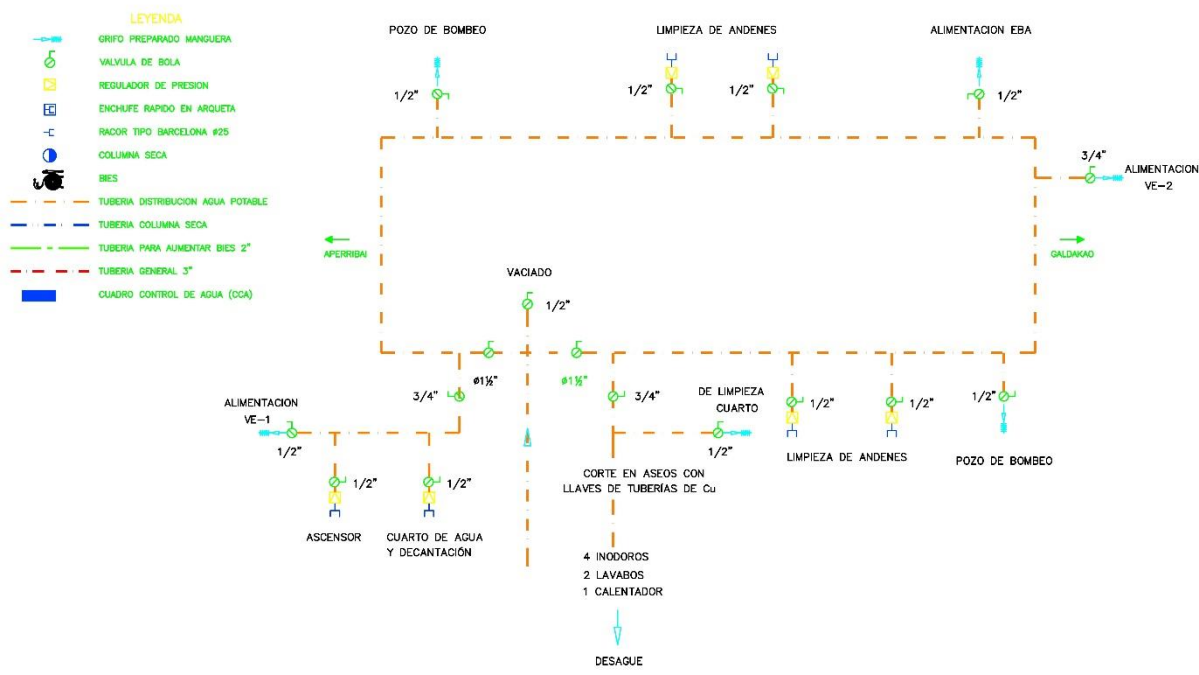 LEYENDA
GRIFO PREPARADO MANGUERA
VALVULA DE BOLA
REGULADOR DE PRESION
ENCHUFE RAPIDO EN ARQUETA
RACOR TIPO BARCELONA ø25
COLUMNA SECA
BIES
TUBERIA DISTRIBUCION AGUA POTABLE
TUBERIA COLUMNA SECA
TUBERIA PARA AUMENTAR BIES 2"
TUBERIA GENERAL 3"
CUADRO CONTROL DE AGUA (CCA)
POZO DE BOMBEO
LIMPIEZA DE ANDENES
ALIMENTACION EBA
1/2"
1/2"
1/2"
1/2"
3/4"
ALIMENTACION
VE-2
APERRIBAI
GALDAKAO
VACIADO
1/2"
ø1½"
ø1½"
3/4"
3/4"
DE LIMPIEZA
CUARTO
1/2"
1/2"
1/2"
1/2"
ALIMENTACION
VE-1
1/2"
LIMPIEZA DE ANDENES
POZO DE BOMBEO
1/2"
1/2"
CORTE EN ASEOS CON
LLAVES DE TUBERÍAS DE Cu
ASCENSOR
CUARTO DE AGUA
Y DECANTACIÓN
4 INODOROS
2 LAVABOS
1 CALENTADOR
DESAGUE